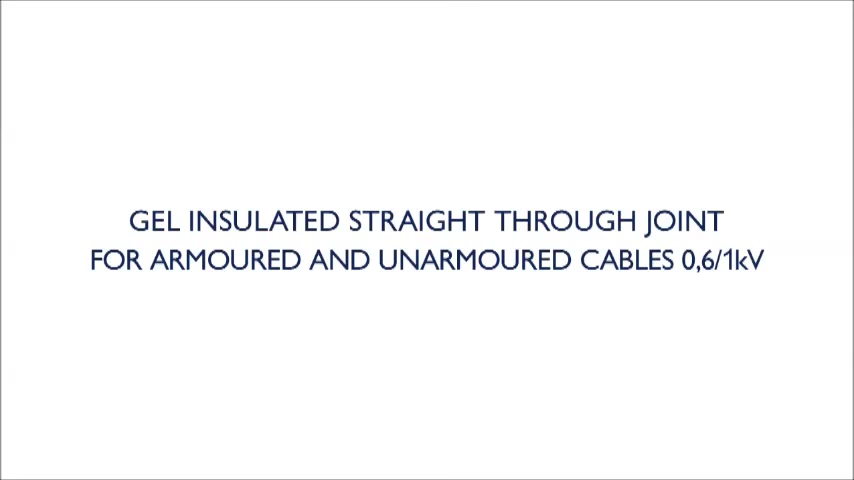 GEL INSULATED STRAIGHT THROUGH JOINT
FOR ARMOURED AND UNARMOURED CABLES 0,6/1kV